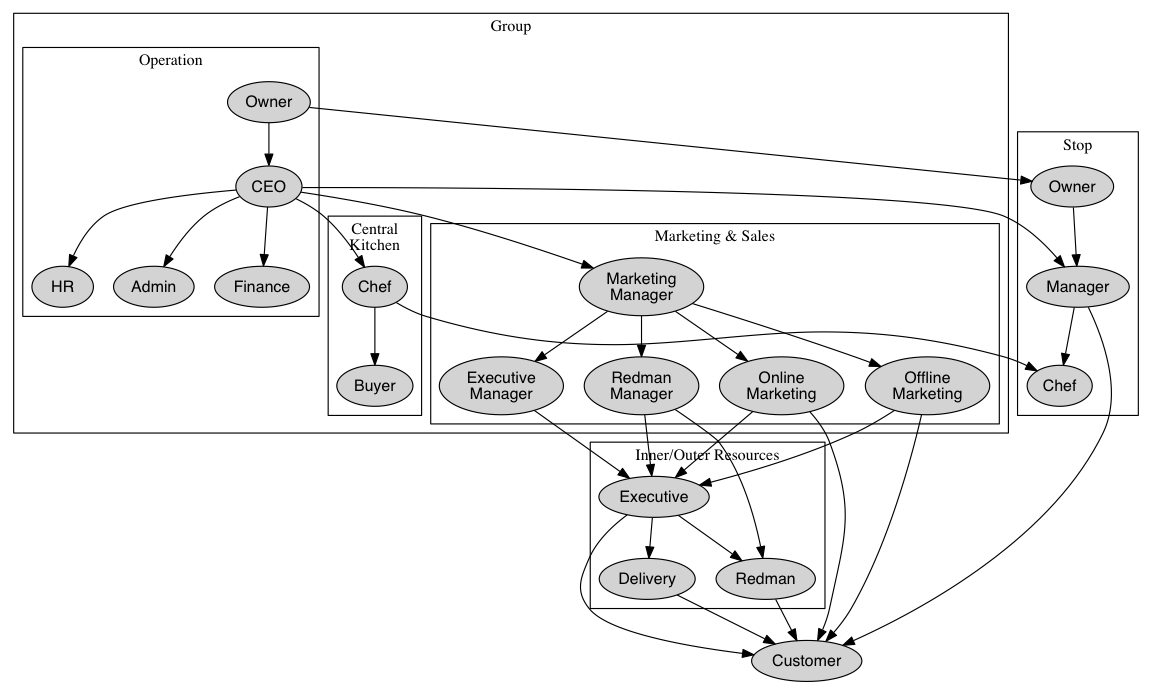 Group
Operation
Owner
Stop
CEO
Owner
Central
Kitchen
Marketing & Sales
HR
Admin
Finance
Chef
Marketing
Manager
Manager
Buyer
Executive
Manager
Redman
Manager
Online
Marketing
Offline
Marketing
Chef
Inner/Outer Resources
Executive
Delivery
Redman
Customer